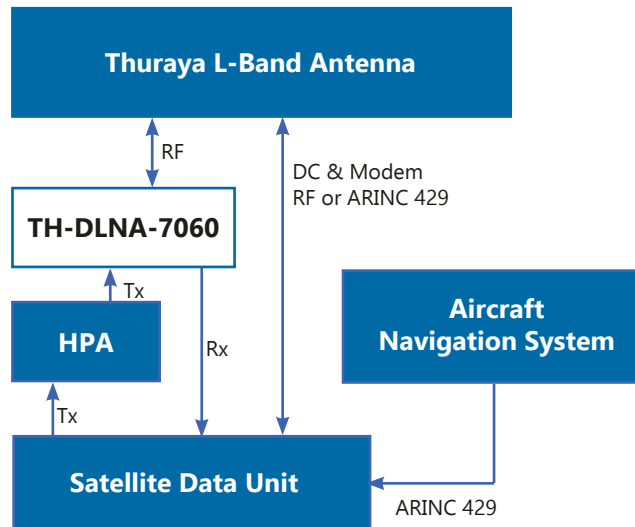 Thuraya L-Band Antenna
RF
DC & Modem
RF or ARINC 429
TH-DLNA-7060
Tx
HPA
Rx
Aircraft
Navigation System
Tx
Satellite Data Unit
ARINC 429